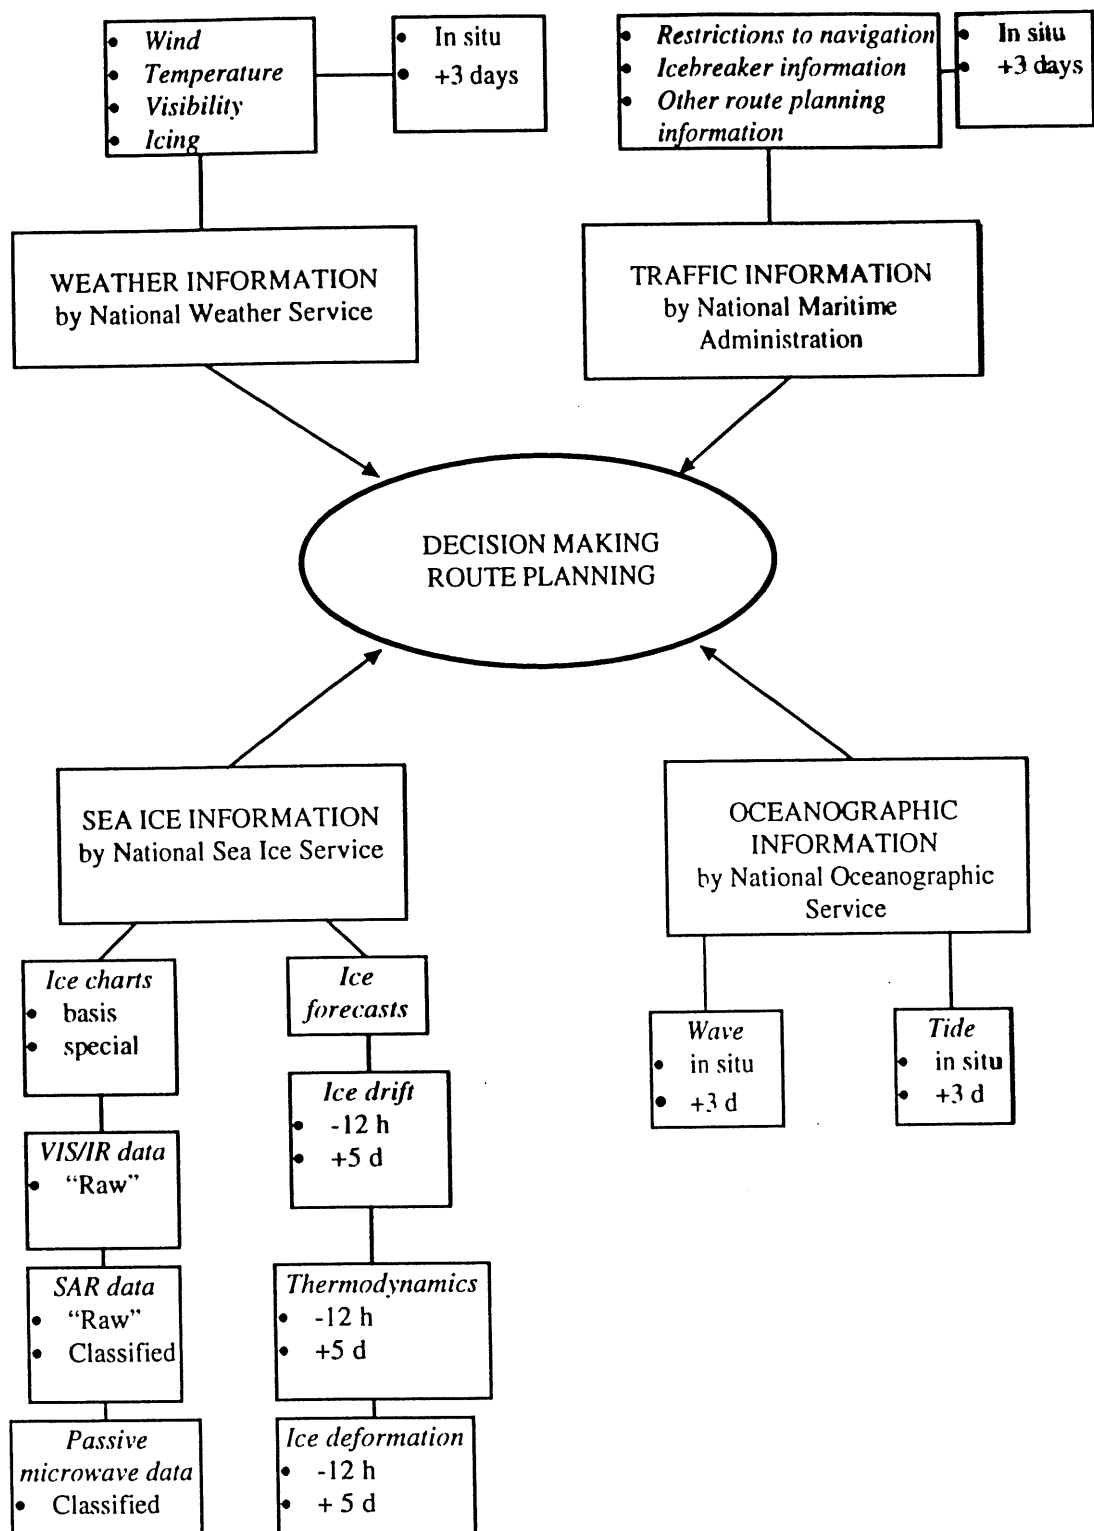 • Wind
• Temperature
• Visibility
• Icing
• In situ
• +3 days
• Restrictions to navigation
• Icebreaker information
• Other route planning
information
• In situ
• +3 days
WEATHER INFORMATION
by National Weather Service
TRAFFIC INFORMATION
by National Maritime
Administration
DECISION MAKING
ROUTE PLANNING
SEA ICE INFORMATION
by National Sea Ice Service
OCEANOGRAPHIC
INFORMATION
by National Oceanographic
Service
Ice charts
• basis
• special
VIS/IR data
• “Raw”
SAR data
• “Raw”
• Classified
Passive
microwave data
• Classified
Ice
forecasts
Ice drift
• -12 h
• +5 d
Thermodynamics
• -12 h
• +5 d
Ice deformation
• -12 h
• + 5 d
Wave
• in situ
• +3 d
Tide
• in situ
• +3 d